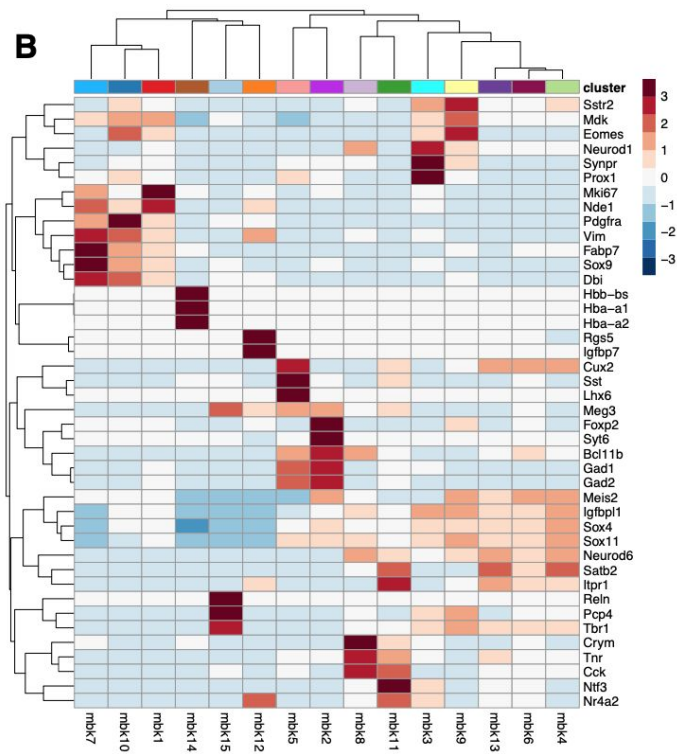 B
cluster
Sstr2
Mdk
Eomes
Neurod1
Synpr
Prox1
Mki67
Nde1
Pdgfra
Vim
Fabp7
Sox9
Dbi
Hbb−bs
Hba−a1
Hba−a2
Rgs5
Igfbp7
Cux2
Sst
Lhx6
Meg3
Foxp2
Syt6
Bcl11b
Gad1
Gad2
Meis2
Igfbpl1
Sox4
Sox11
Neurod6
Satb2
Itpr1
Reln
Pcp4
Tbr1
Crym
Tnr
Cck
Ntf3
Nr4a2
3
2
1
0
−1
−2
−3
mbk7
mbk10
mbk1
mbk14
mbk15
mbk12
mbk5
mbk2
mbk8
mbk11
mbk3
mbk9
mbk13
mbk6
mbk4